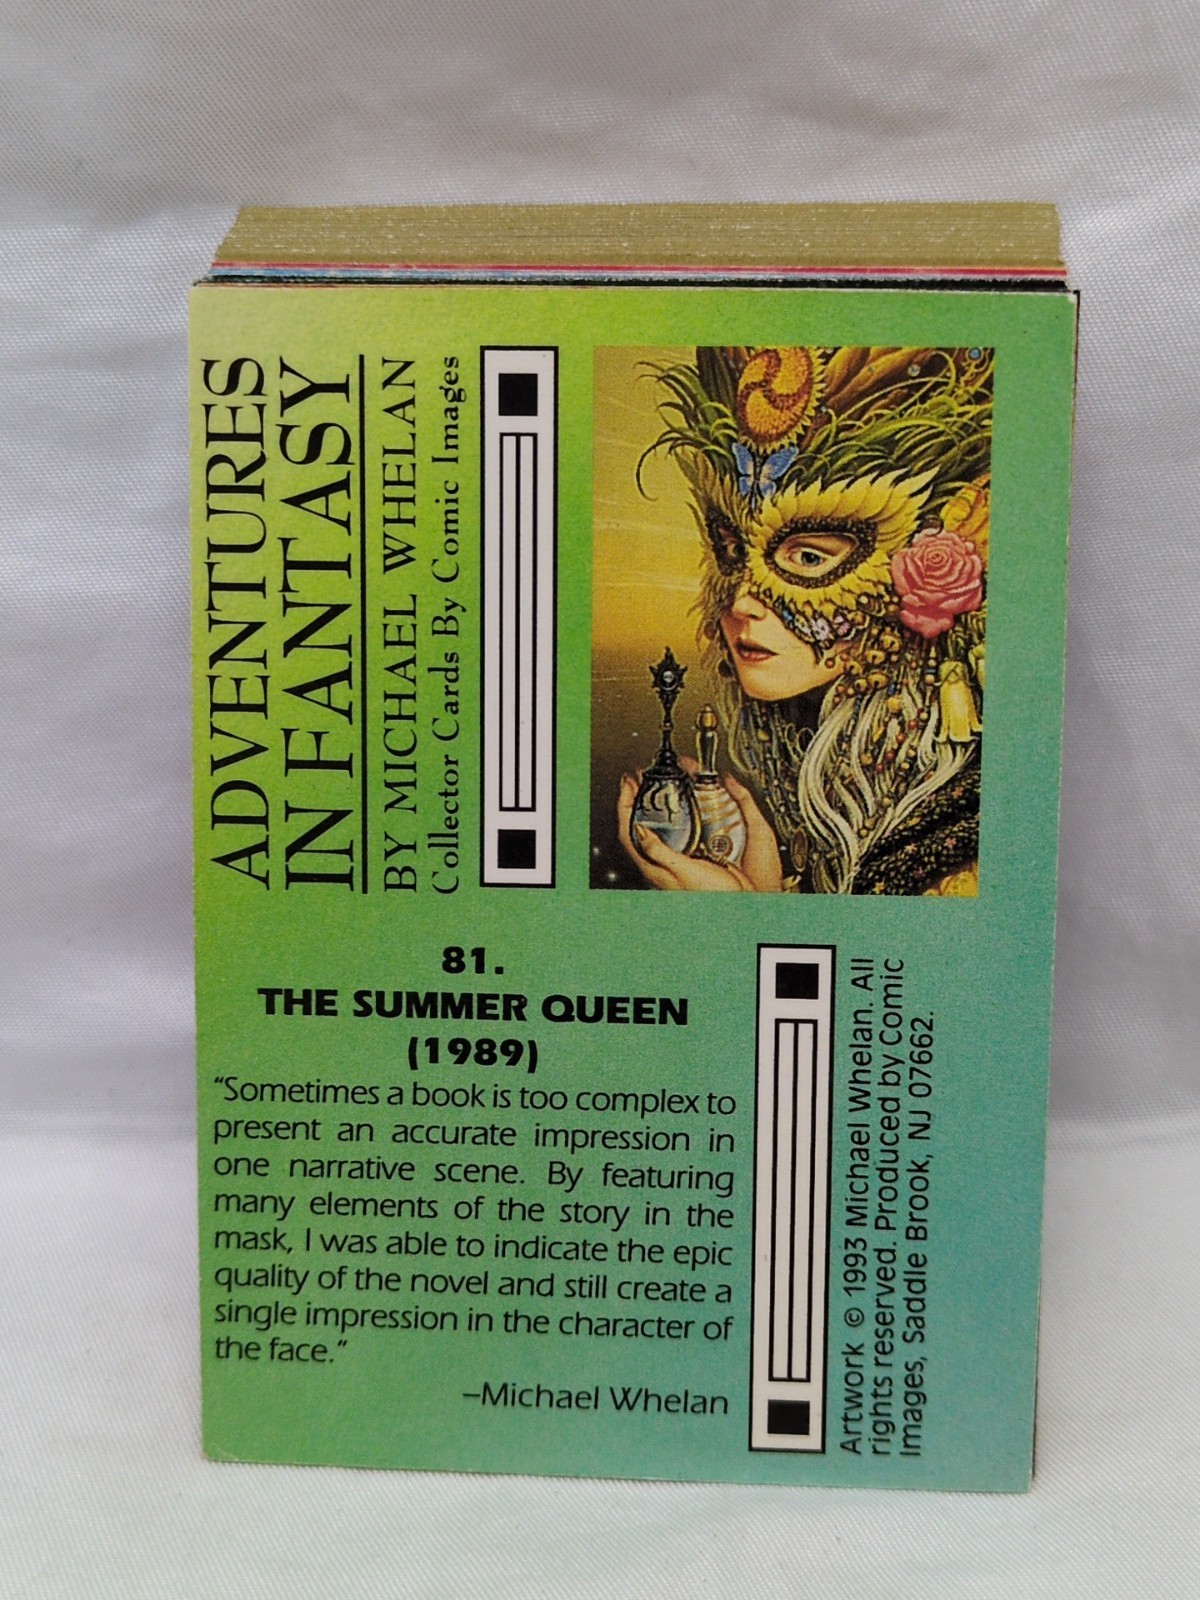 ADVENTURES
IN FANTASY
BY MICHAEL WHELAN
Collector Cards By Comic Images
81.
THE SUMMER QUEEN
(1989)
“Sometimes a book is too complex to
present an accurate impression in
one narrative scene. By featuring
many elements of the story in the
mask, I was able to indicate the epic
quality of the novel and still create a
single impression in the character of
the face.”
–Michael Whelan
Artwork © 1993 Michael Whelan. All
rights reserved. Produced by Comic
Images, Saddle Brook, NJ 07662.